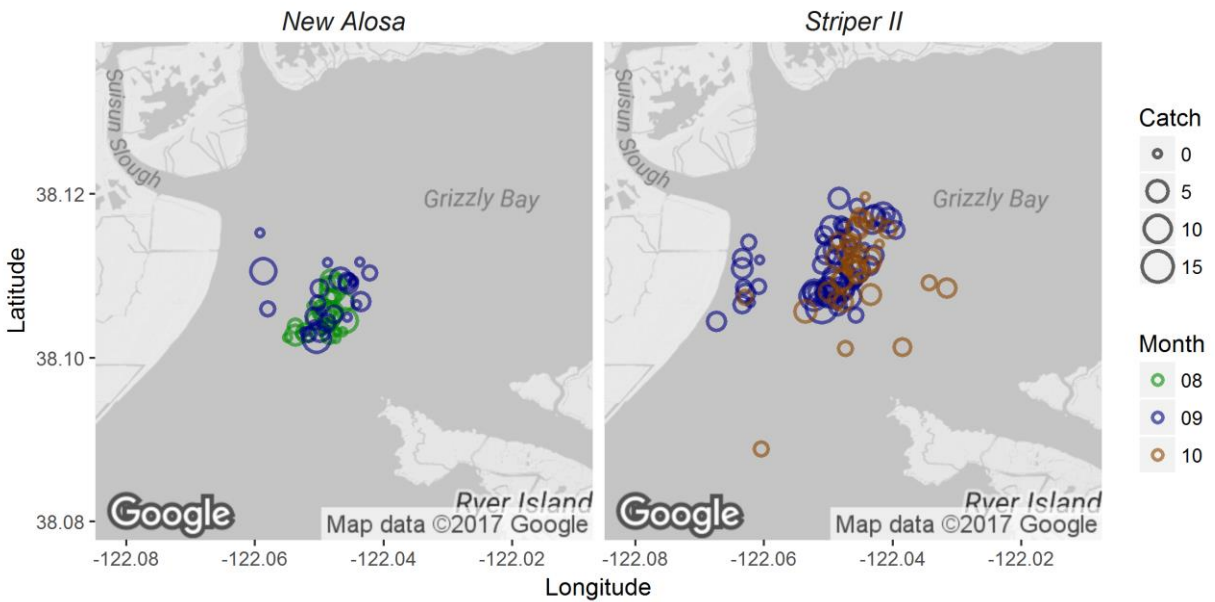 New Alosa
Striper II
Suisun Slough
Grizzly Bay
Ryer Island
Google
Map data ©2017 Google
Suisun Slough
Grizzly Bay
Ryer Island
Google
Map data ©2017 Google
38.12
38.10
38.08
Latitude
-122.08
-122.06
-122.04
-122.02
-122.08
-122.06
-122.04
-122.02
Longitude
Catch
0
5
10
15
Month
08
09
10